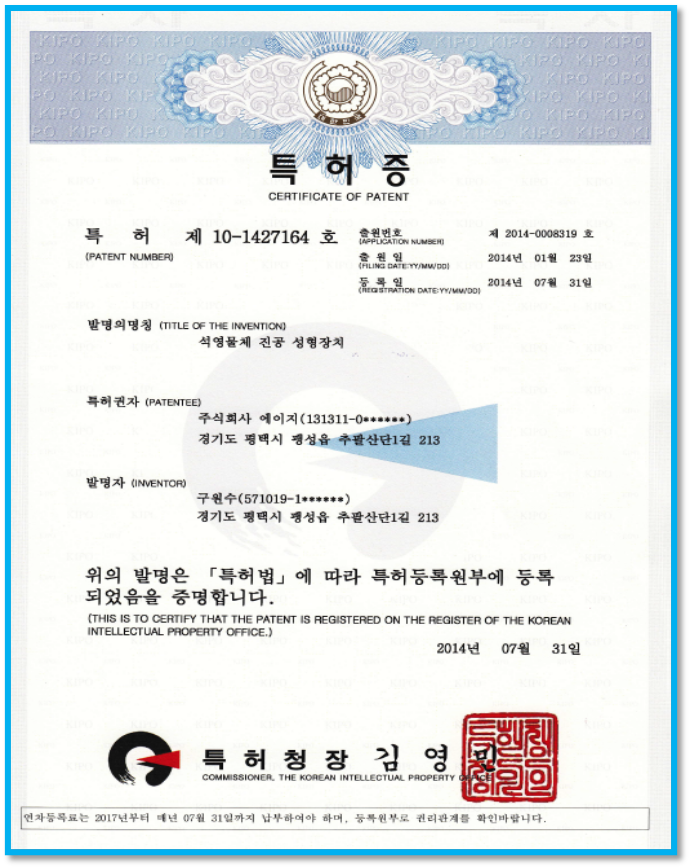 특허증
CERTIFICATE OF PATENT
특 허 제 10-1427164 호
(PATENT NUMBER)
출원번호 제 2014-0008319 호
(APPLICATION NUMBER)
출 원 일 2014년 01월 23일
(FILING DATE:YY/MM/DD)
등 록 일 2014년 07월 31일
(REGISTRATION DATE:YY/MM/DD)
발명의명칭 (TITLE OF THE INVENTION)
석영물체 진공 성형장치
특허권자 (PATENTEE)
주식회사 에이지(131311-0******)
경기도 평택시 팽성읍 추팔산단1길 213
발명자 (INVENTOR)
구원수(571019-1******)
경기도 평택시 팽성읍 추팔산단1길 213
위의 발명은 「특허법」에 따라 특허등록원부에 등록
되었음을 증명합니다.
(THIS IS TO CERTIFY THAT THE PATENT IS REGISTERED ON THE REGISTER OF THE KOREAN
INTELLECTUAL PROPERTY OFFICE.)
2014년 07월 31일
특허청장 김영민
COMMISSIONER, THE KOREAN INTELLECTUAL PROPERTY OFFICE
연차등록료는 2017년부터 매년 07월 31일까지 납부하여야 하며, 등록원부로 권리관계를 확인바랍니다.